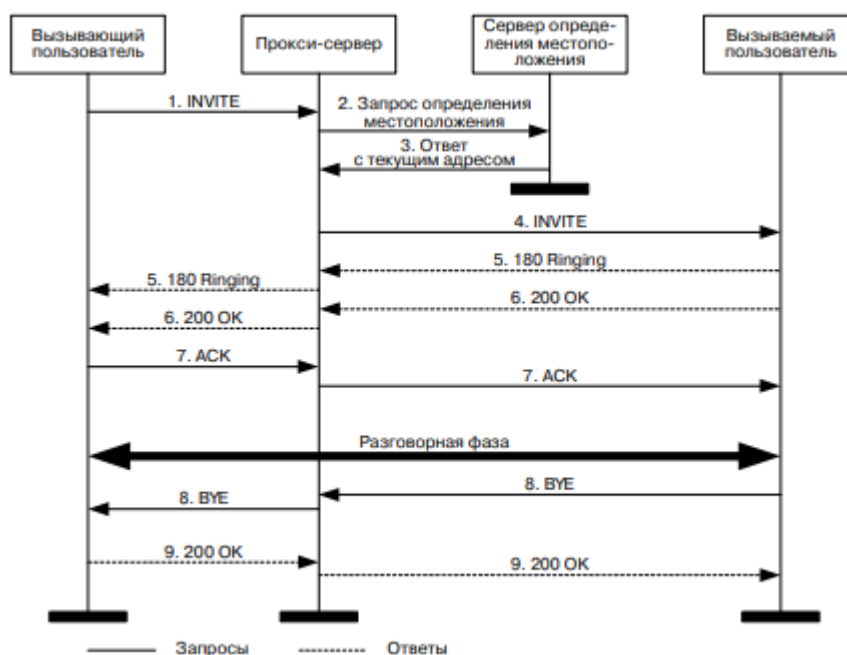 Вызывающий
пользователь
Прокси-сервер
Сервер опреде-
ления местопо-
ложения
Вызываемый
пользователь
1. INVITE
2. Запрос определения
местоположения
3. Ответ
с текущим адресом
4. INVITE
5. 180 Ringing
5. 180 Ringing
6. 200 OK
6. 200 OK
7. ACK
7. ACK
Разговорная фаза
8. BYE
8. BYE
9. 200 OK
9. 200 OK
Запросы
Ответы